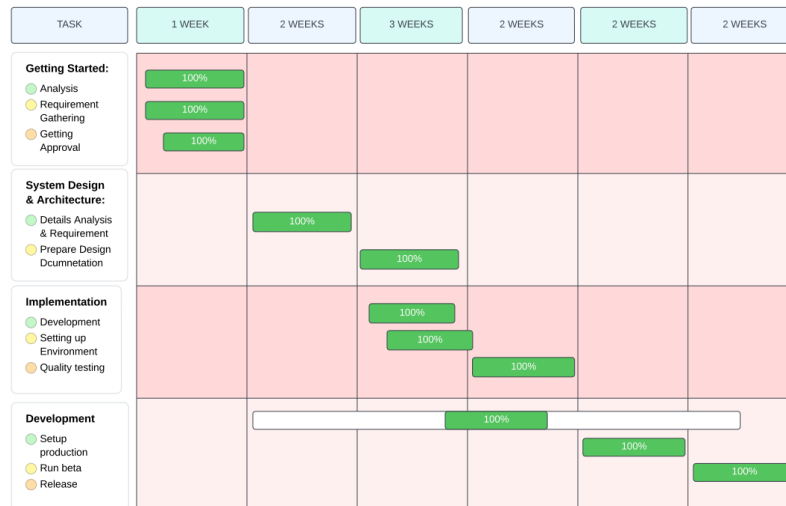 TASK
1 WEEK
2 WEEKS
3 WEEKS
2 WEEKS
2 WEEKS
2 WEEKS
Getting Started:
Analysis
Requirement
Gathering
Getting
Approval
100%
100%
100%
System Design
& Architecture:
Details Analysis
& Requirement
Prepare Design
Dcumnetation
100%
100%
Implementation
Development
Setting up
Environment
Quality testing
100%
100%
100%
Development
Setup
production
Run beta
Release
100%
100%
100%